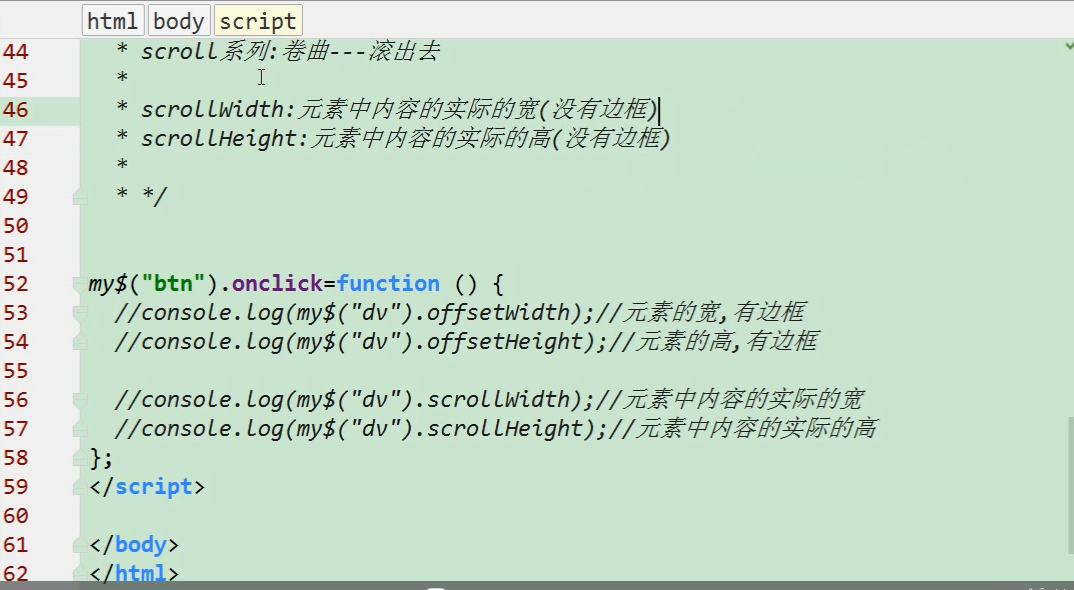 html body script
44 * scroll系列:卷曲---滚出去
45 *
46 * scrollWidth:元素中内容的实际的宽(没有边框)
47 * scrollHeight:元素中内容的实际的高(没有边框)
48 *
49 * */
50
51
52 my$("btn").onclick=function () {
53 //console.log(my$("dv").offsetWidth);//元素的宽,有边框
54 //console.log(my$("dv").offsetHeight);//元素的高,有边框
55
56 //console.log(my$("dv").scrollWidth);//元素中内容的实际的宽
57 //console.log(my$("dv").scrollHeight);//元素中内容的实际的高
58 };
59 </script>
60
61 </body>
62 </html>